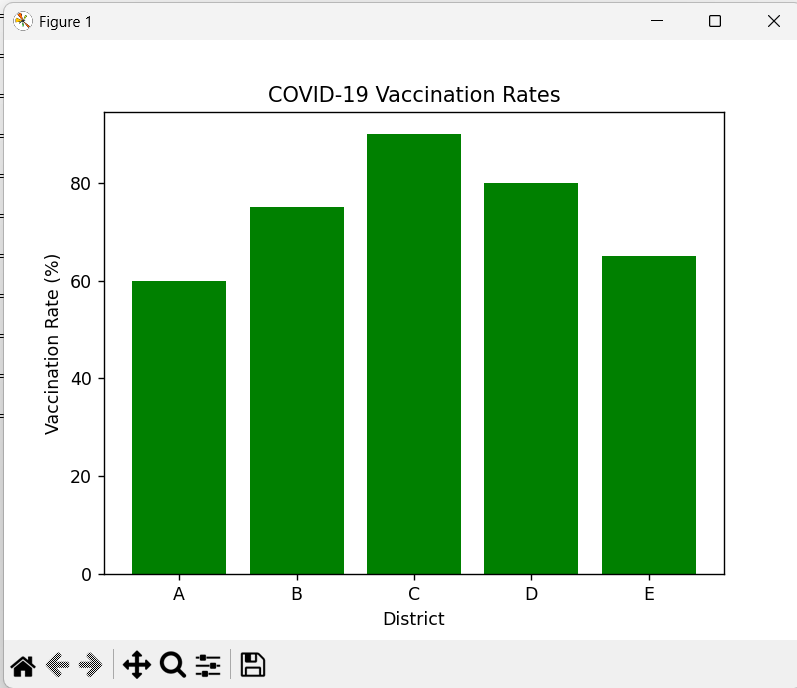 Figure 1
COVID-19 Vaccination Rates
Vaccination Rate (%)
80
60
40
20
0
A B C D E
District